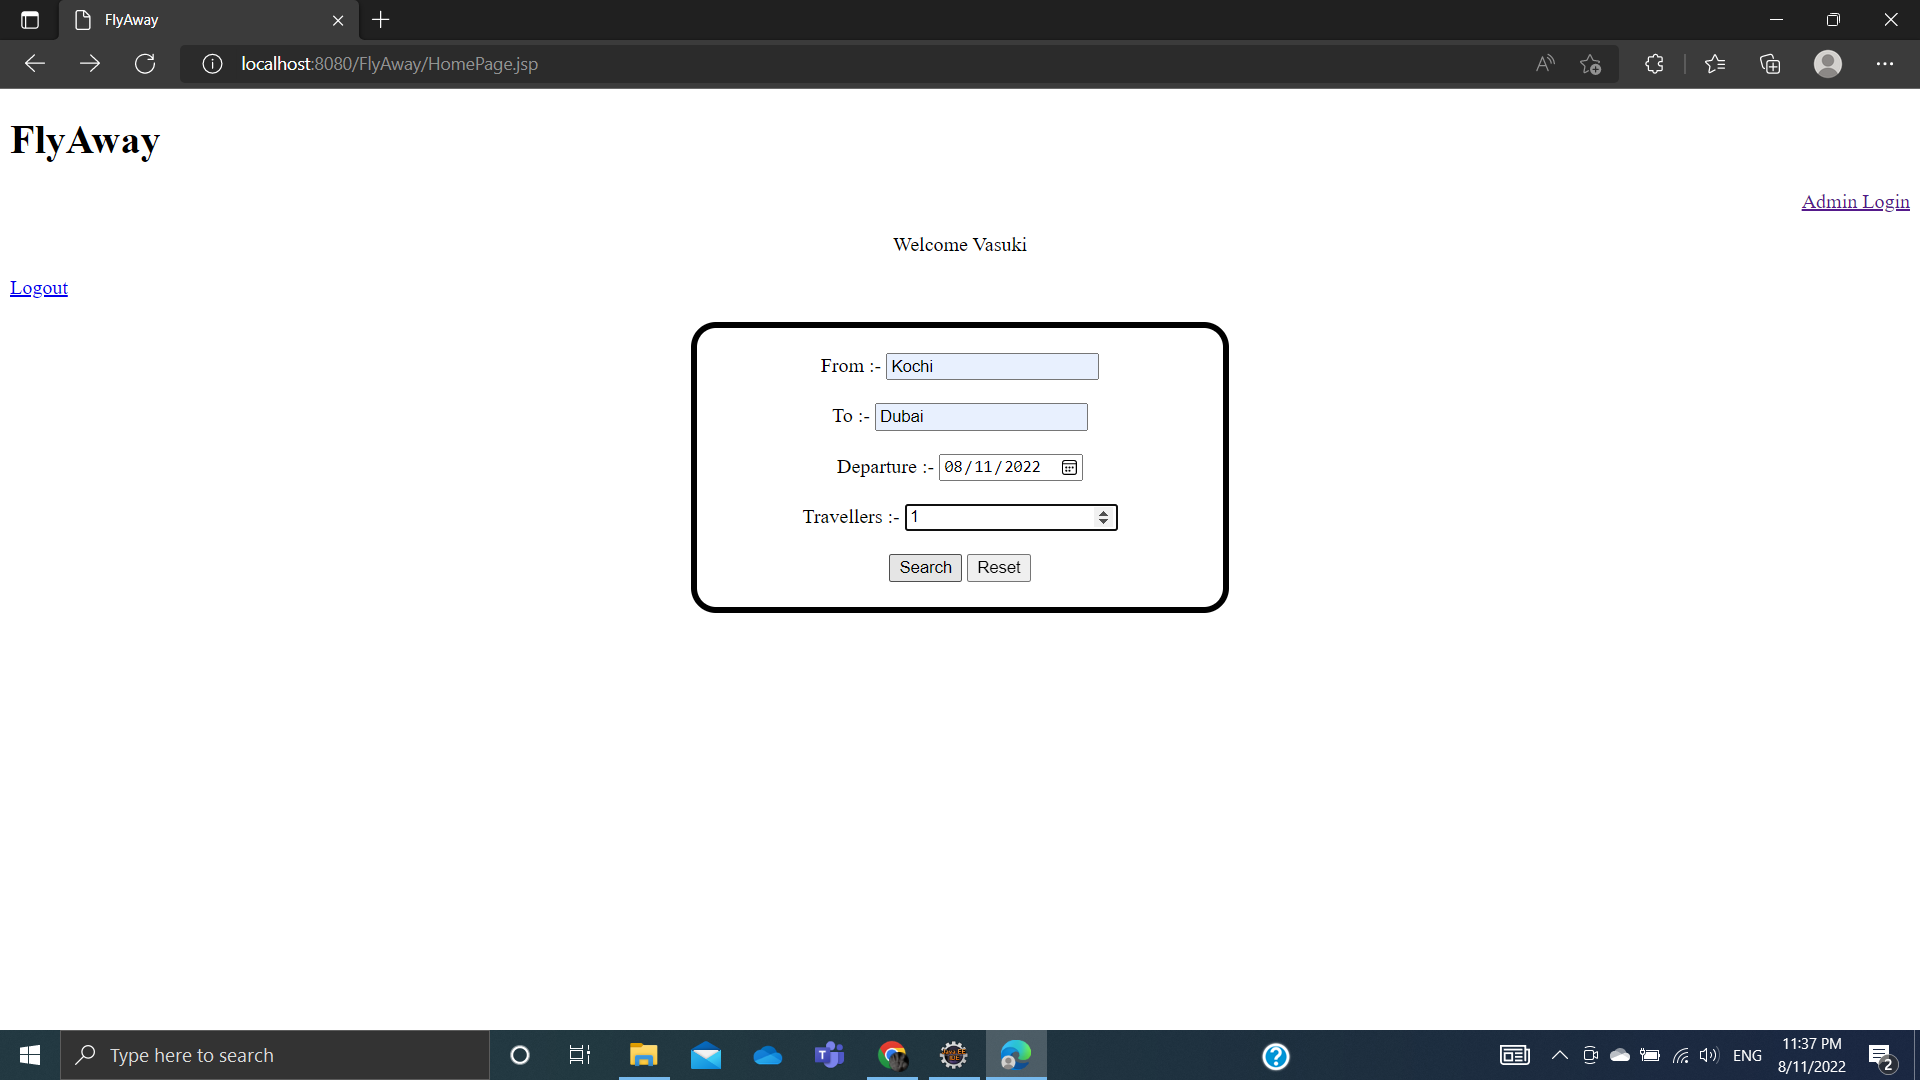 FlyAway
localhost:8080/FlyAway/HomePage.jsp
FlyAway
Admin Login
Welcome Vasuki
Logout
From :- Kochi
To :- Dubai
Departure :- 08/11/2022
Travellers :- 1
Search Reset
Type here to search
ENG
11:37 PM
8/11/2022
2